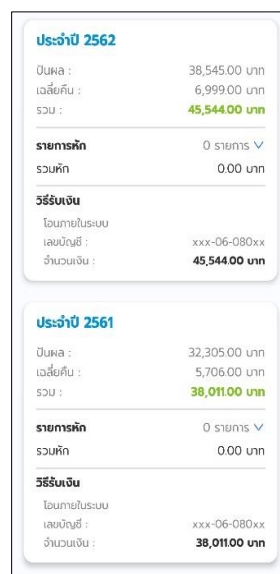 ประจำปี 2562
ปันผล : 38,545.00 บาท
เฉลี่ยคืน : 6,999.00 บาท
รวม : 45,544.00 บาท
รายการหัก 0 รายการ
รวมหัก 0.00 บาท
วิธีรับเงิน
โอนภายในระบบ
เลขบัญชี : xxx-06-080xx
จำนวนเงิน : 45,544.00 บาท
ประจำปี 2561
ปันผล : 32,305.00 บาท
เฉลี่ยคืน : 5,706.00 บาท
รวม : 38,011.00 บาท
รายการหัก 0 รายการ
รวมหัก 0.00 บาท
วิธีรับเงิน
โอนภายในระบบ
เลขบัญชี : xxx-06-080xx
จำนวนเงิน : 38,011.00 บาท